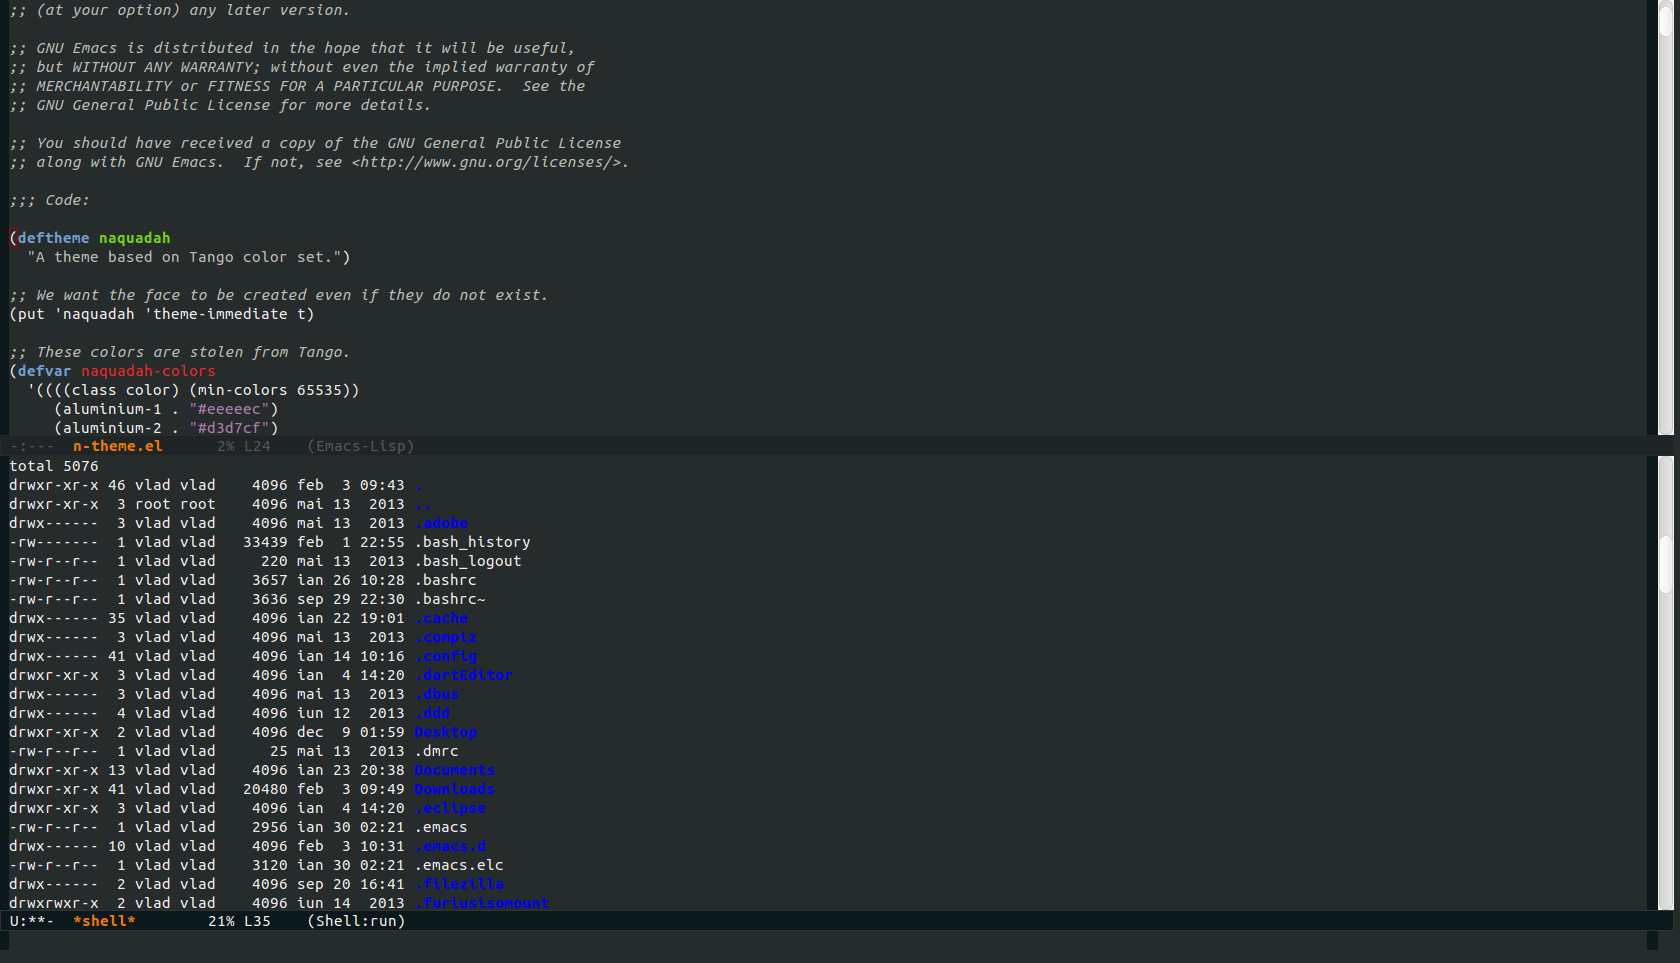 ;; (at your option) any later version.
;; GNU Emacs is distributed in the hope that it will be useful,
;; but WITHOUT ANY WARRANTY; without even the implied warranty of
;; MERCHANTABILITY or FITNESS FOR A PARTICULAR PURPOSE.  See the
;; GNU General Public License for more details.
;; You should have received a copy of the GNU General Public License
;; along with GNU Emacs.  If not, see <http://www.gnu.org/licenses/>.
;;; Code:
(deftheme naquadah
  "A theme based on Tango color set.")
;; We want the face to be created even if they do not exist.
(put 'naquadah 'theme-immediate t)
;; These colors are stolen from Tango.
(defvar naquadah-colors
  '((((class color) (min-colors 65535))
     (aluminium-1 . "#eeeeec")
     (aluminium-2 . "#d3d7cf")
-:---  n-theme.el      2% L24    (Emacs-Lisp)
total 5076
drwxr-xr-x 46 vlad vlad    4096 feb  3 09:43 .
drwxr-xr-x  3 root root    4096 mai 13  2013 ..
drwx------  3 vlad vlad    4096 mai 13  2013 .adobe
-rw-------  1 vlad vlad   33439 feb  1 22:55 .bash_history
-rw-r--r--  1 vlad vlad     220 mai 13  2013 .bash_logout
-rw-r--r--  1 vlad vlad    3657 ian 26 10:28 .bashrc
-rw-r--r--  1 vlad vlad    3636 sep 29 22:30 .bashrc~
drwx------ 35 vlad vlad    4096 ian 22 19:01 .cache
drwx------  3 vlad vlad    4096 mai 13  2013 .compiz
drwx------ 41 vlad vlad    4096 ian 14 10:16 .config
drwxr-xr-x  3 vlad vlad    4096 ian  4 14:20 .dartEditor
drwx------  3 vlad vlad    4096 mai 13  2013 .dbus
drwx------  4 vlad vlad    4096 iun 12  2013 .ddd
drwxr-xr-x  2 vlad vlad    4096 dec  9 01:59 Desktop
-rw-r--r--  1 vlad vlad      25 mai 13  2013 .dmrc
drwxr-xr-x 13 vlad vlad    4096 ian 23 20:38 Documents
drwxr-xr-x 41 vlad vlad   20480 feb  3 09:49 Downloads
drwxr-xr-x  3 vlad vlad    4096 ian  4 14:20 .eclipse
-rw-r--r--  1 vlad vlad    2956 ian 30 02:21 .emacs
drwx------ 10 vlad vlad    4096 feb  3 10:31 .emacs.d
-rw-r--r--  1 vlad vlad    3120 ian 30 02:21 .emacs.elc
drwx------  2 vlad vlad    4096 sep 20 16:41 .filezilla
drwxrwxr-x  2 vlad vlad    4096 iun 14  2013 .furiusisomount
U:**-  *shell*        21% L35    (Shell:run)